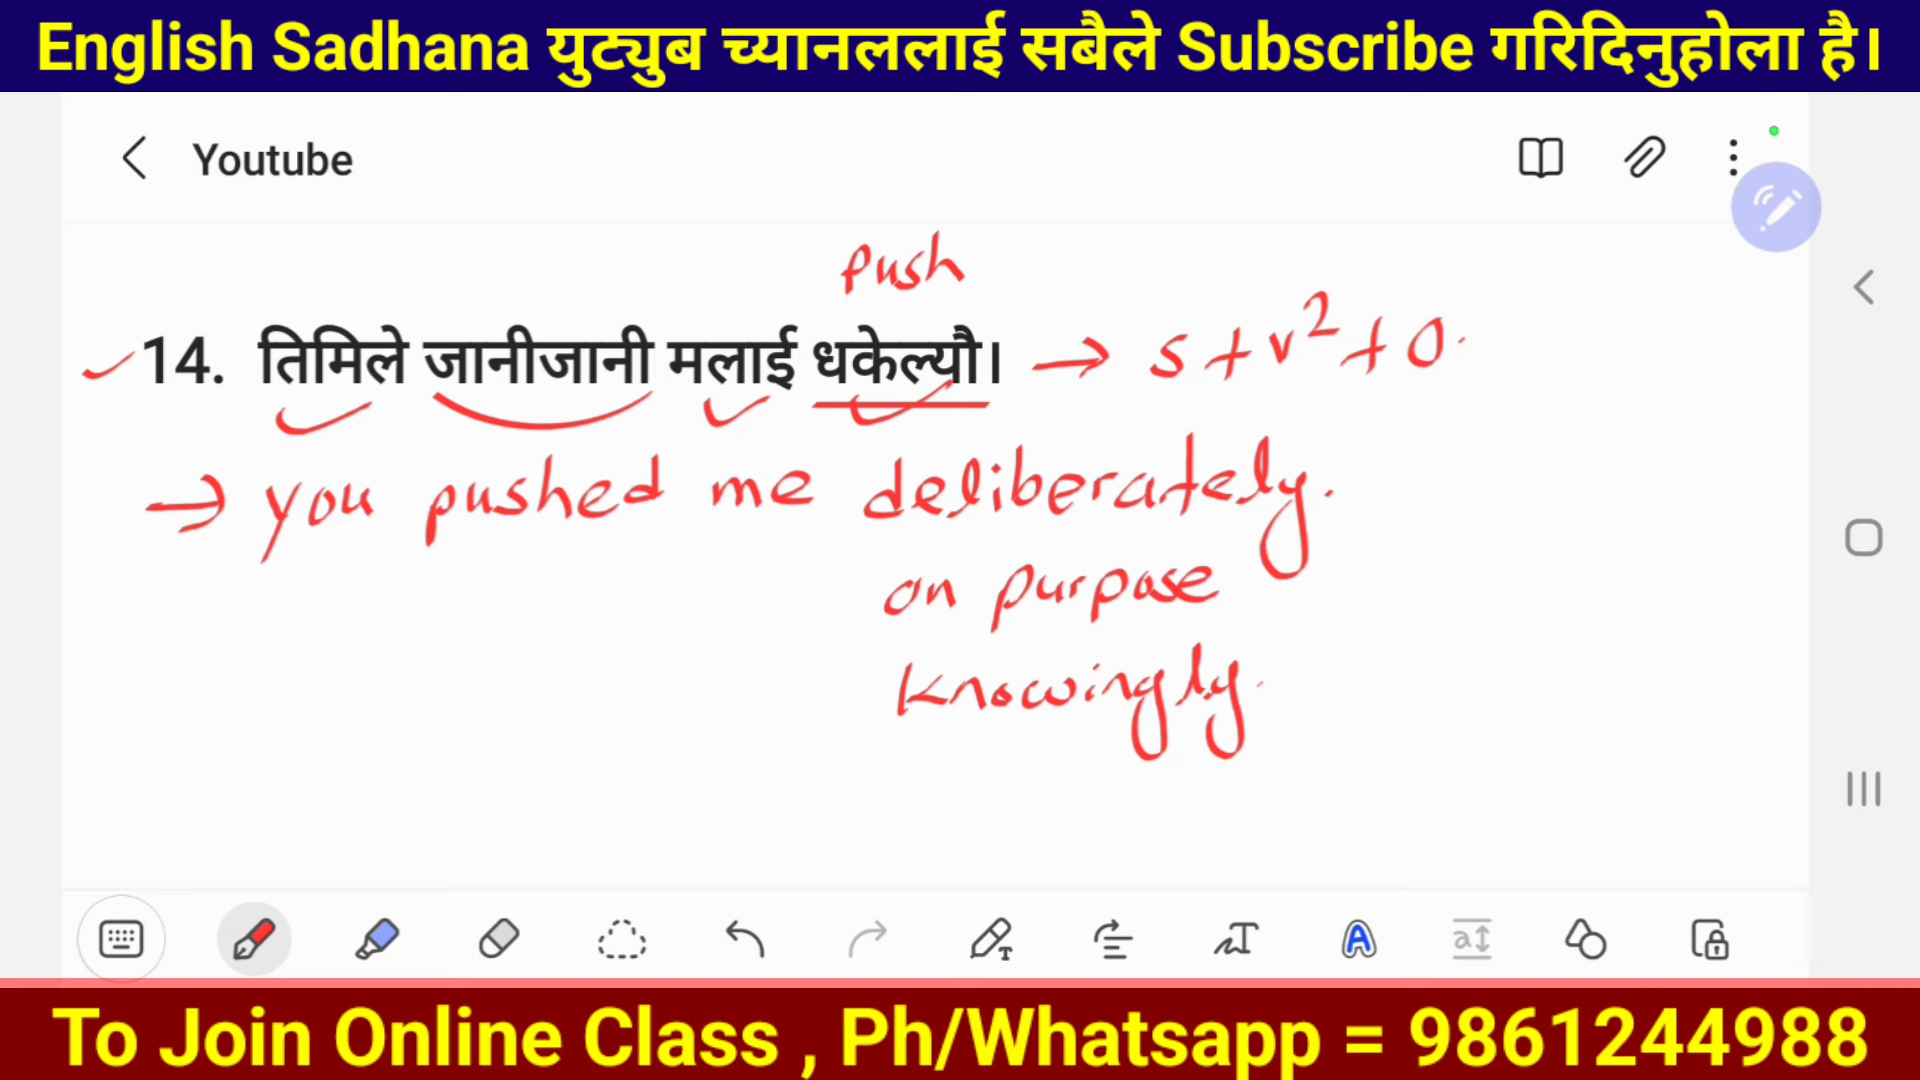 English Sadhana युट्युब च्यानललाई सबैले Subscribe गरिदिनुहोला है।
Youtube
push
14. तिमिले जानीजानी मलाई धकेल्यौ। → s + v² + o.
→ you pushed me deliberately.
on purpose
knowingly.
To Join Online Class , Ph/Whatsapp = 9861244988